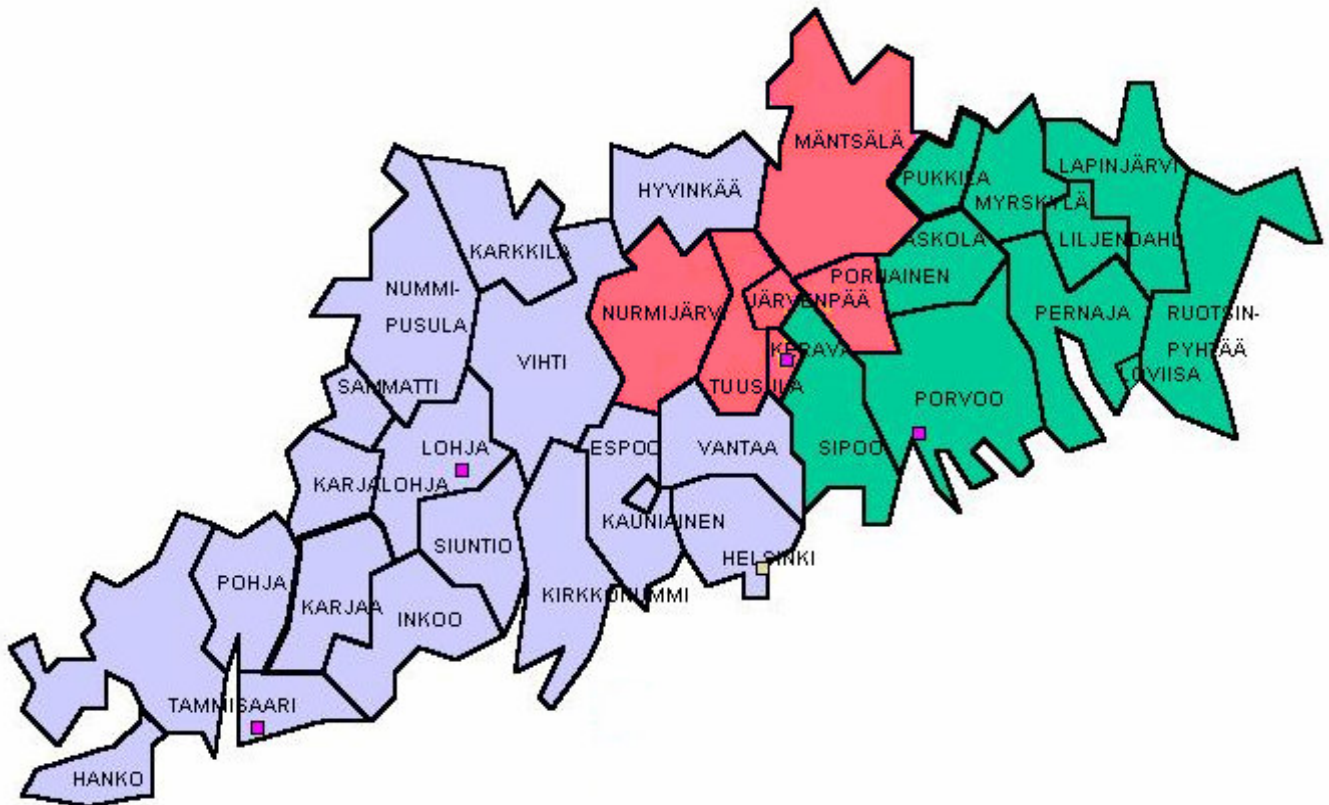 MÄNTSÄLÄ
LAPINJÄRVI
PUKKILA
HYVINKÄÄ
MYRSKYLÄ
ASKOLA
LILJENDAHL
KARKKILA
PORNAINEN
NUMMI-
PUSULA
JÄRVENPÄÄ
NURMIJÄRVI
PERNAJA
RUOTSIN-
PYHTÄÄ
KERAVA
VIHTI
LOVIISA
SAMMATTI
TUUSULA
PORVOO
LOHJA
ESPOO
VANTAA
SIPOO
KARJALOHJA
KAUNIAINEN
SIUNTIO
HELSINKI
POHJA
KIRKKONUMMI
KARJAA
INKOO
TAMMISAARI
HANKO